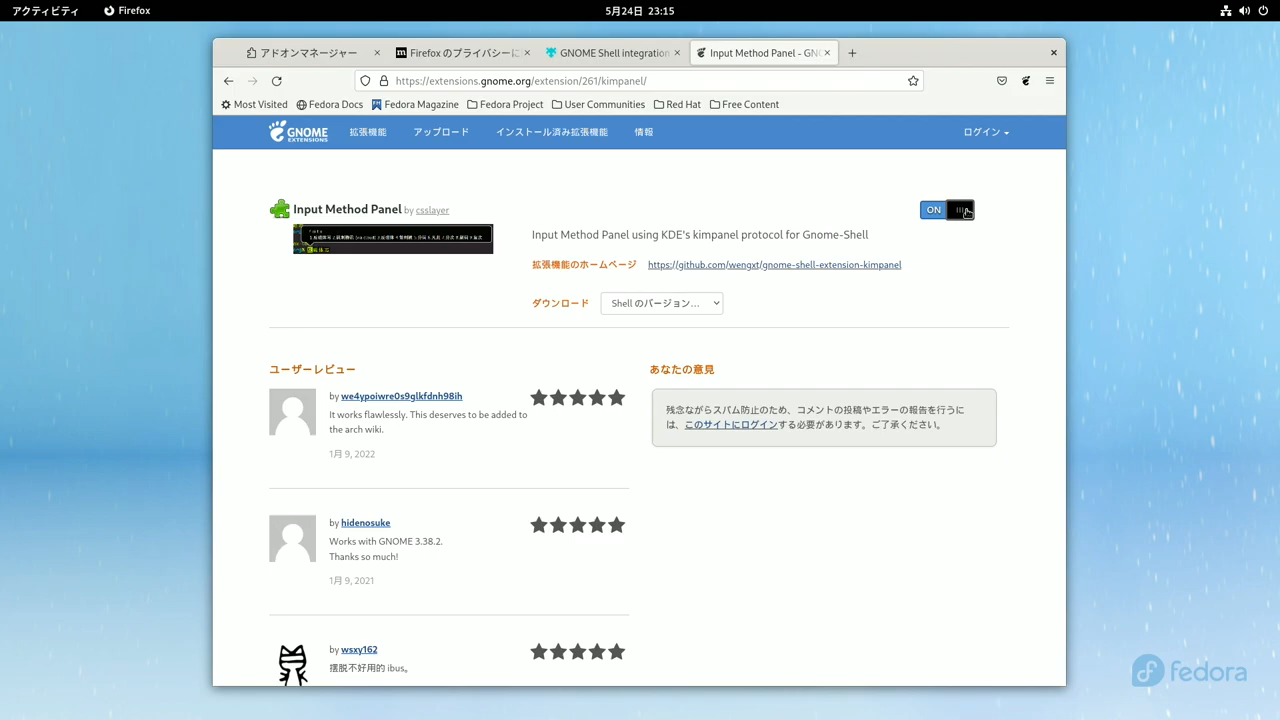 アクティビティ
Firefox
5月24日 23:15
アドオンマネージャー
Firefox のプライバシーに
GNOME Shell integration
Input Method Panel - GNO
https://extensions.gnome.org/extension/261/kimpanel/
Most Visited
Fedora Docs
Fedora Magazine
Fedora Project
User Communities
Red Hat
Free Content
GNOME
EXTENSIONS
拡張機能
アップロード
インストール済み拡張機能
情報
ログイン
Input Method Panel by csslayer
ON
Input Method Panel using KDE's kimpanel protocol for Gnome-Shell
拡張機能のホームページ
https://github.com/wengxt/gnome-shell-extension-kimpanel
ダウンロード
Shell のバージョン...
ユーザーレビュー
by we4ypoiwre0s9glkfdnh98ih
It works flawlessly. This deserves to be added to
the arch wiki.
1月 9, 2022
by hidenosuke
Works with GNOME 3.38.2.
Thanks so much!
1月 9, 2021
by wsxy162
摆脱不好用的 ibus。
あなたの意見
残念ながらスパム防止のため、コメントの投稿やエラーの報告を行うに
は、このサイトにログインする必要があります。ご了承ください。
fedora